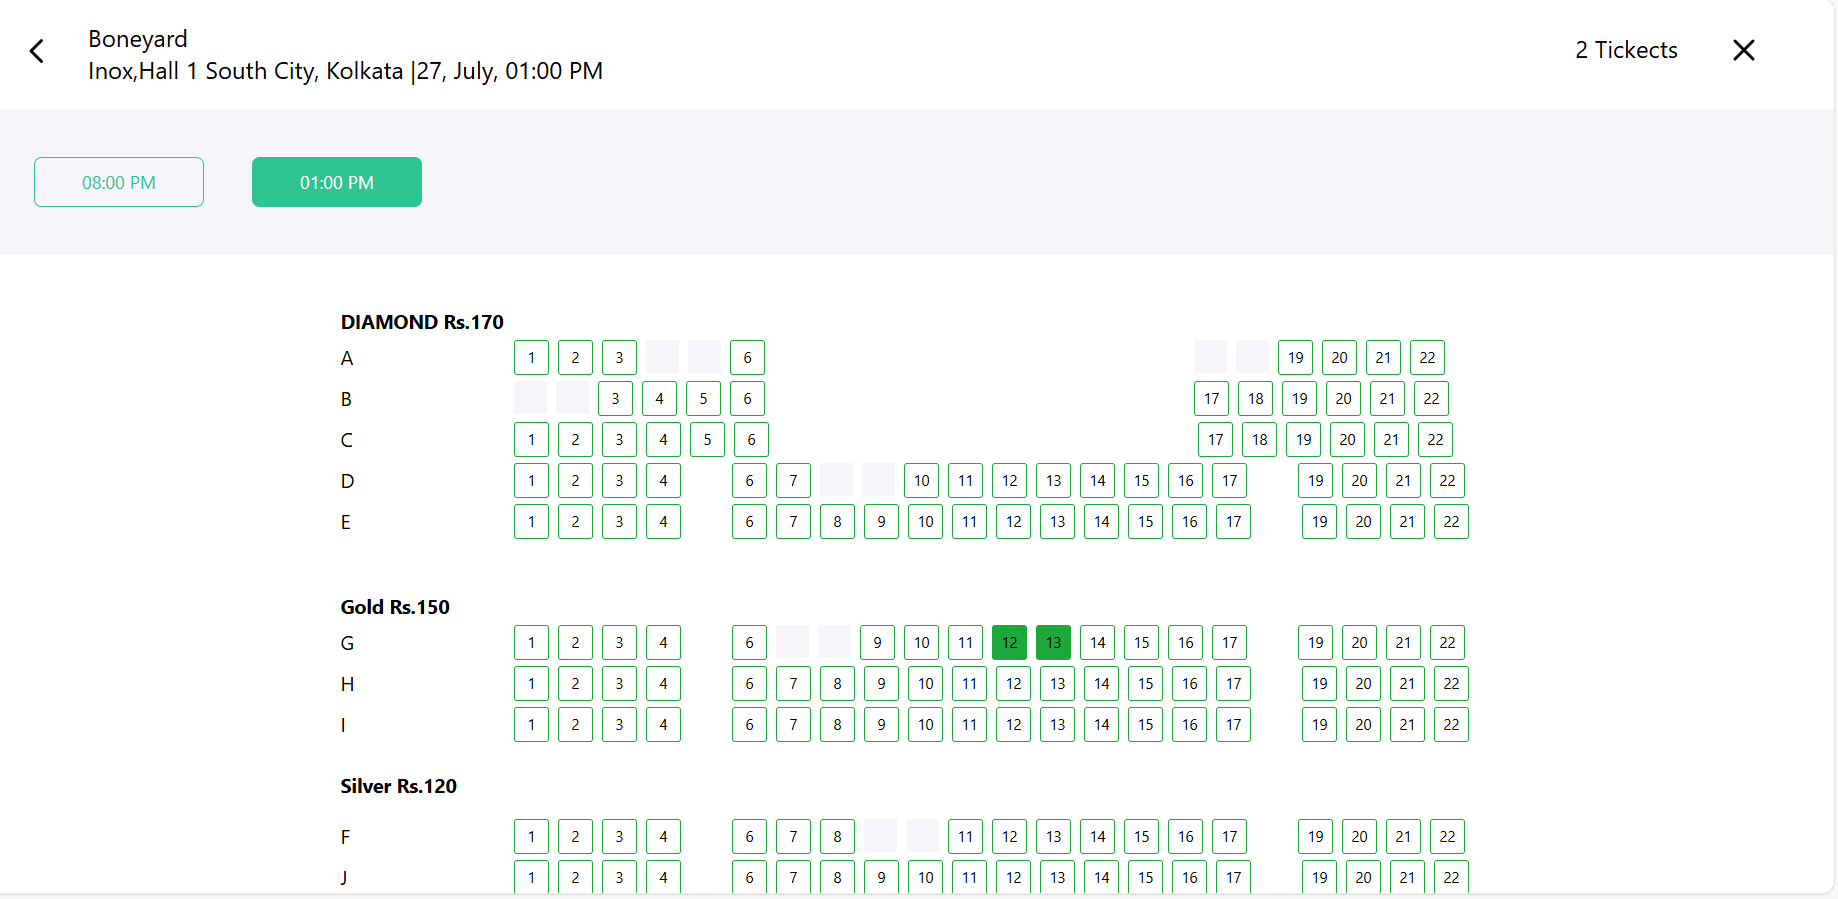 Boneyard
Inox,Hall 1 South City, Kolkata |27, July, 01:00 PM
2 Tickects
08:00 PM 01:00 PM
DIAMOND Rs.170
A 1 2 3 6 19 20 21 22
B 3 4 5 6 17 18 19 20 21 22
C 1 2 3 4 5 6 17 18 19 20 21 22
D 1 2 3 4 6 7 10 11 12 13 14 15 16 17 19 20 21 22
E 1 2 3 4 6 7 8 9 10 11 12 13 14 15 16 17 19 20 21 22
Gold Rs.150
G 1 2 3 4 6 9 10 11 12 13 14 15 16 17 19 20 21 22
H 1 2 3 4 6 7 8 9 10 11 12 13 14 15 16 17 19 20 21 22
I 1 2 3 4 6 7 8 9 10 11 12 13 14 15 16 17 19 20 21 22
Silver Rs.120
F 1 2 3 4 6 7 8 11 12 13 14 15 16 17 19 20 21 22
J 1 2 3 4 6 7 8 9 10 11 12 13 14 15 16 17 19 20 21 22